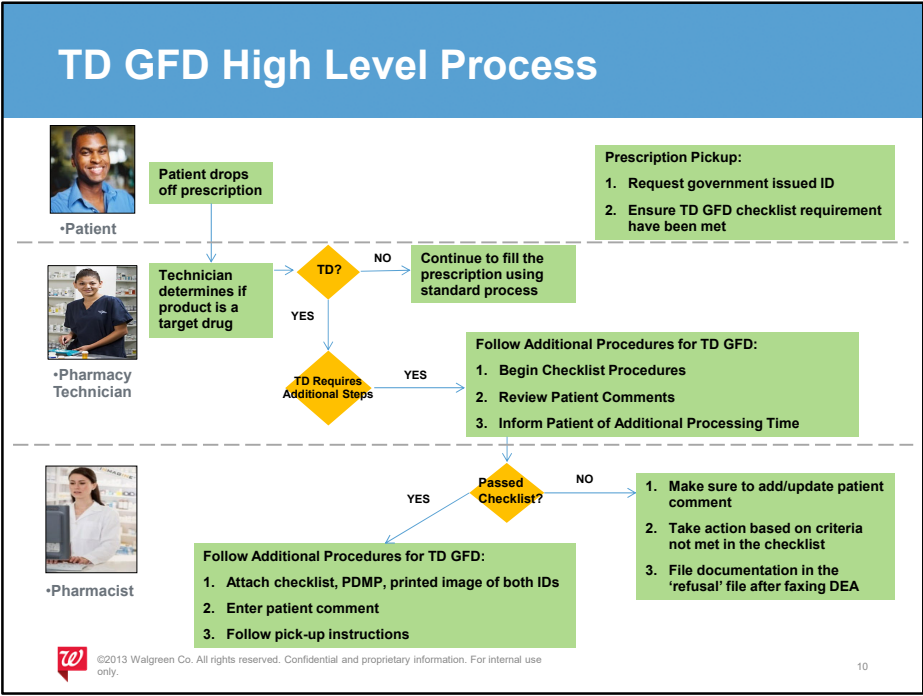 TD GFD High Level Process
Patient drops
off prescription
Prescription Pickup:
1. Request government issued ID
2. Ensure TD GFD checklist requirement
have been met
•Patient
Technician
determines if
product is a
target drug
TD?
NO
Continue to fill the
prescription using
standard process
YES
•Pharmacy
Technician
TD Requires
Additional Steps
YES
Follow Additional Procedures for TD GFD:
1. Begin Checklist Procedures
2. Review Patient Comments
3. Inform Patient of Additional Processing Time
Passed
Checklist?
YES
NO
1. Make sure to add/update patient
comment
2. Take action based on criteria
not met in the checklist
3. File documentation in the
‘refusal’ file after faxing DEA
•Pharmacist
Follow Additional Procedures for TD GFD:
1. Attach checklist, PDMP, printed image of both IDs
2. Enter patient comment
3. Follow pick-up instructions
W
©2013 Walgreen Co. All rights reserved. Confidential and proprietary information. For internal use
only.
10